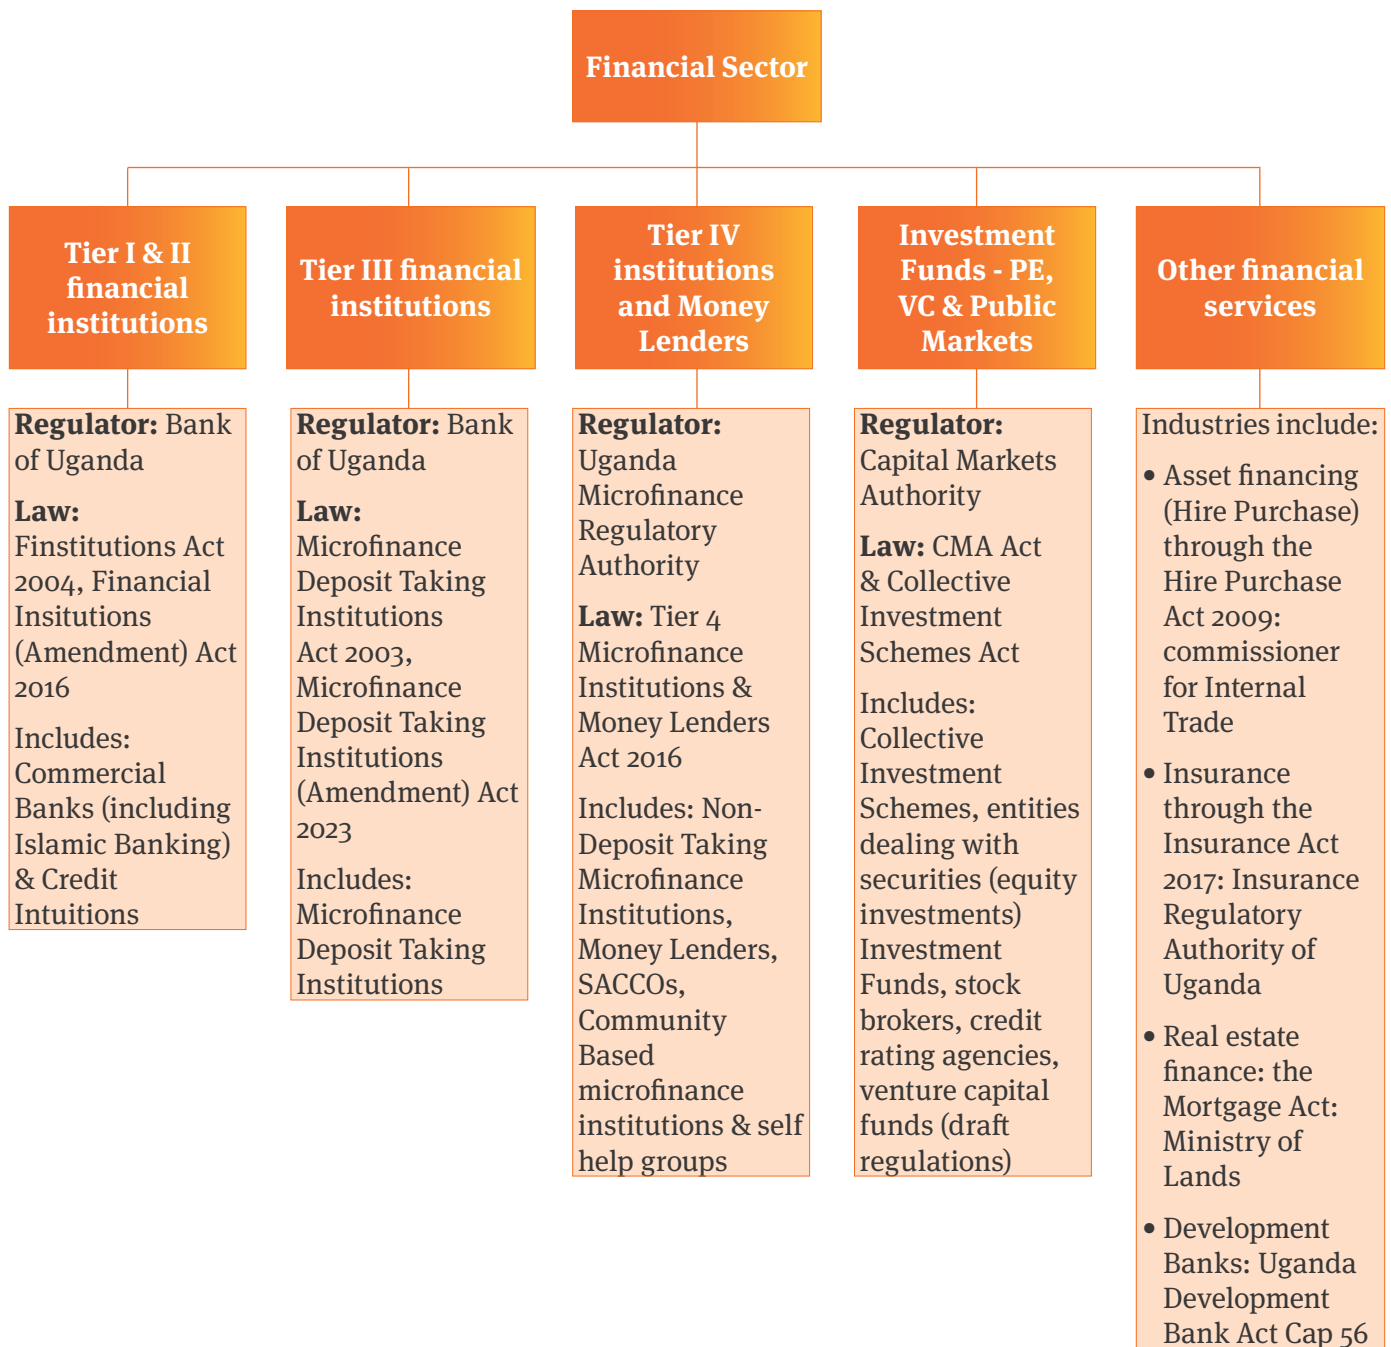 Financial Sector
Tier I & II
financial
institutions
Regulator: Bank
of Uganda
Law:
Finstitutions Act
2004, Financial
Insitutions
(Amendment) Act
2016
Includes:
Commercial
Banks (including
Islamic Banking)
& Credit
Intuitions
Tier III financial
institutions
Regulator: Bank
of Uganda
Law:
Microfinance
Deposit Taking
Institutions
Act 2003,
Microfinance
Deposit Taking
Institutions
(Amendment) Act
2023
Includes:
Microfinance
Deposit Taking
Institutions
Tier IV
institutions
and Money
Lenders
Regulator:
Uganda
Microfinance
Regulatory
Authority
Law: Tier 4
Microfinance
Institutions &
Money Lenders
Act 2016
Includes: Non-
Deposit Taking
Microfinance
Institutions,
Money Lenders,
SACCOs,
Community
Based
microfinance
institutions & self
help groups
Investment
Funds - PE,
VC & Public
Markets
Regulator:
Capital Markets
Authority
Law: CMA Act
& Collective
Investment
Schemes Act
Includes:
Collective
Investment
Schemes, entities
dealing with
securities (equity
investments)
Investment
Funds, stock
brokers, credit
rating agencies,
venture capital
funds (draft
regulations)
Other financial
services
Industries include:
• Asset financing
(Hire Purchase)
through the
Hire Purchase
Act 2009:
commissioner
for Internal
Trade
• Insurance
through the
Insurance Act
2017: Insurance
Regulatory
Authority of
Uganda
• Real estate
finance: the
Mortgage Act:
Ministry of
Lands
• Development
Banks: Uganda
Development
Bank Act Cap 56